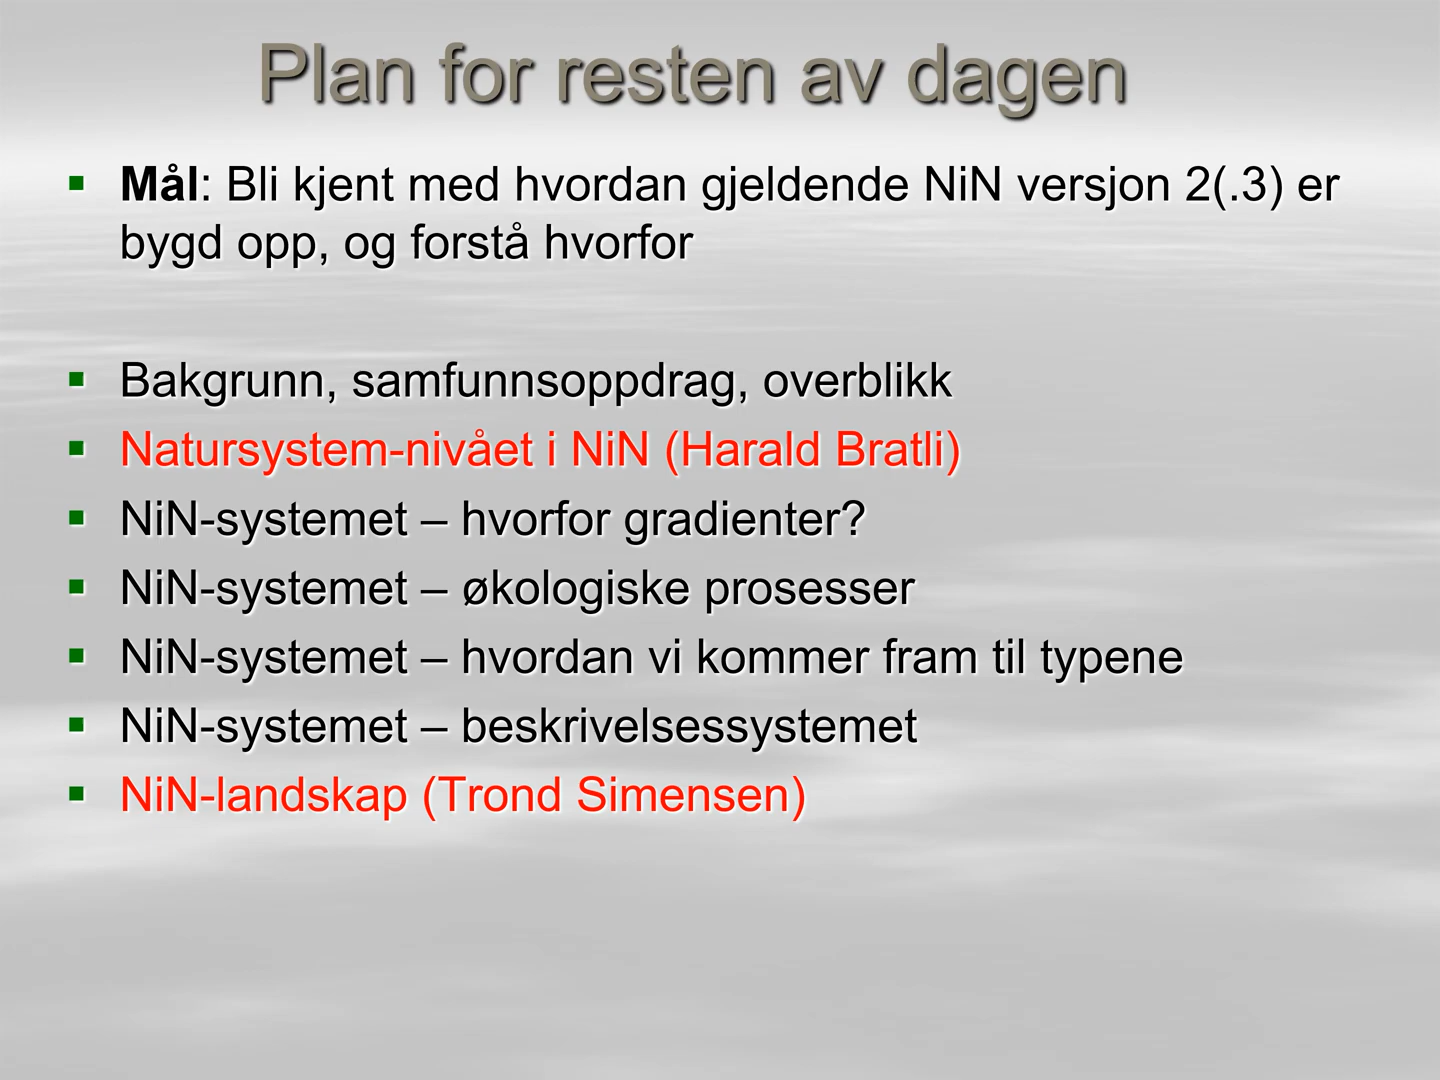 Plan for resten av dagen
Mål: Bli kjent med hvordan gjeldende NiN versjon 2(.3) er
bygd opp, og forstå hvorfor
Bakgrunn, samfunnsoppdrag, overblikk
Natursystem-nivået i NiN (Harald Bratli)
NiN-systemet – hvorfor gradienter?
NiN-systemet – økologiske prosesser
NiN-systemet – hvordan vi kommer fram til typene
NiN-systemet – beskrivelsessystemet
NiN-landskap (Trond Simensen)